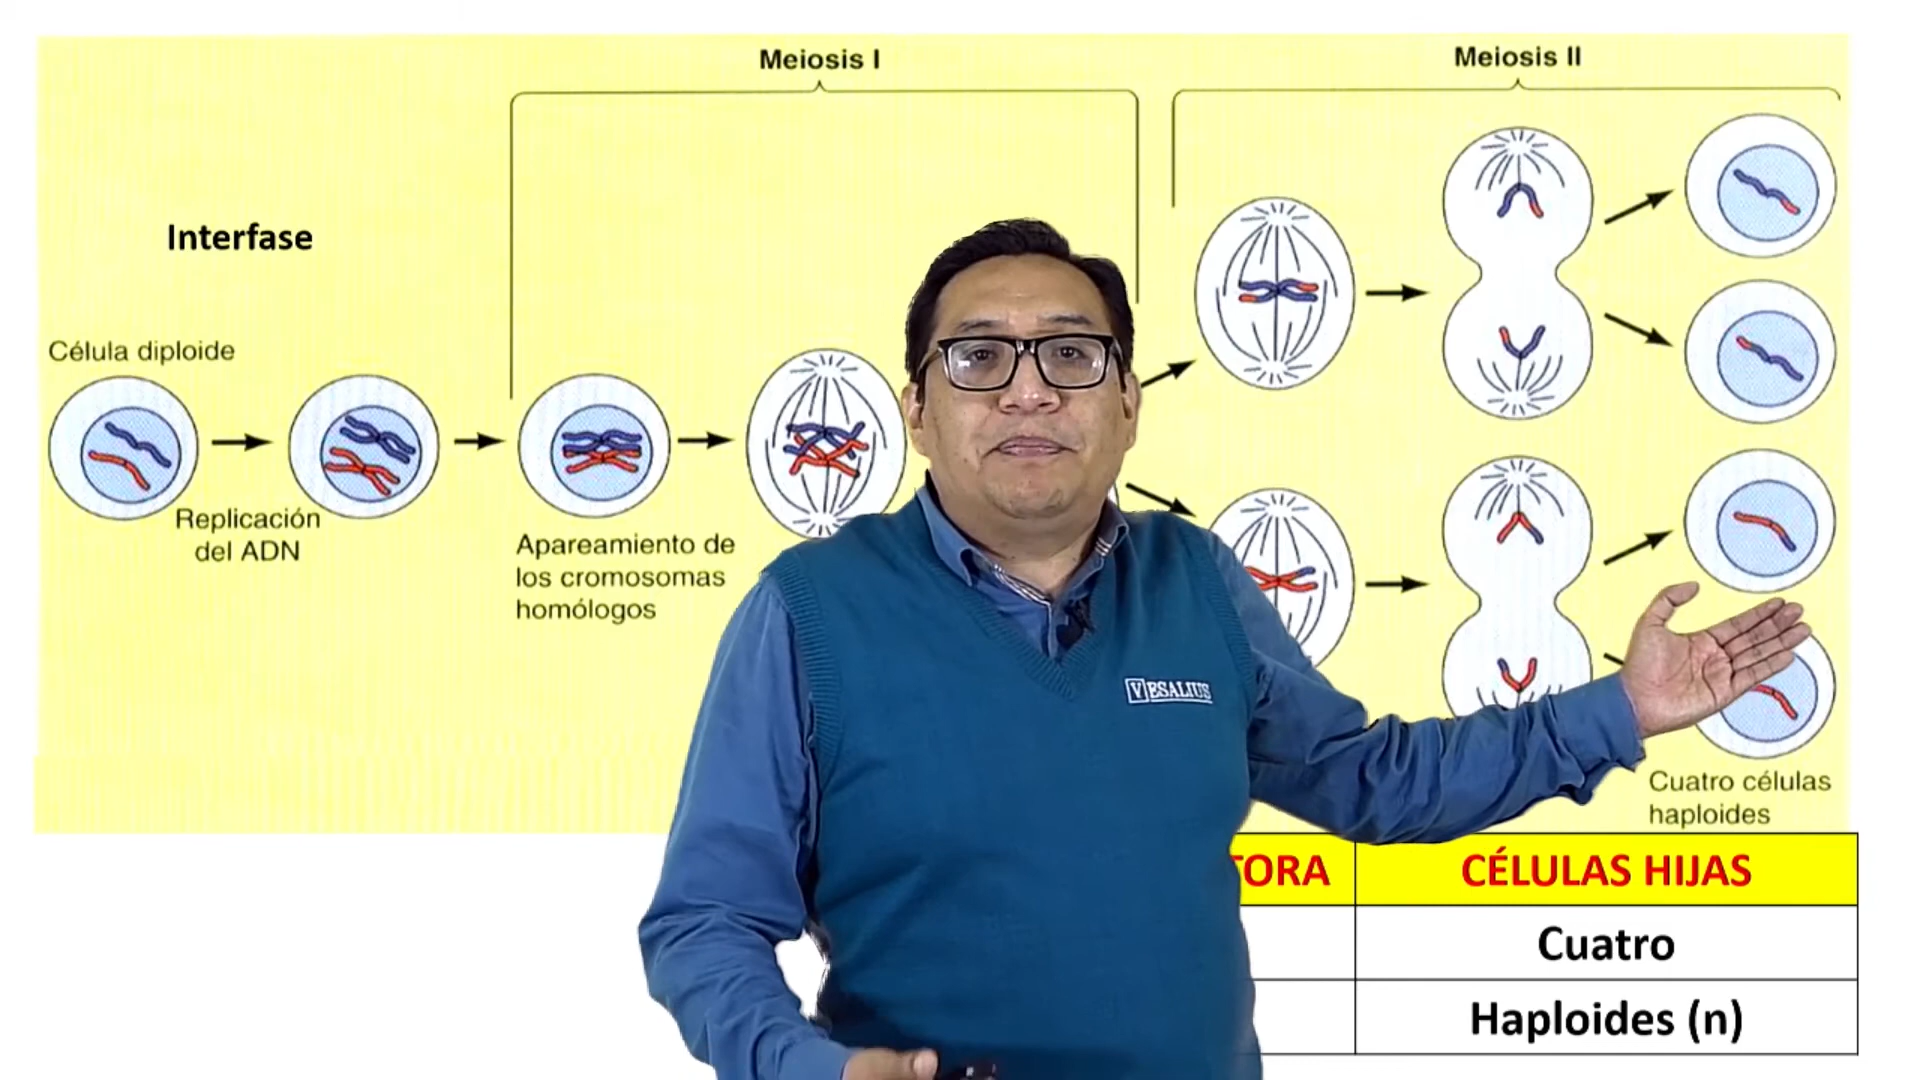 Meiosis I
Meiosis II
Interfase
Célula diploide
Replicación
del ADN
Apareamiento de
los cromosomas
homólogos
VESALIUS
Cuatro células
haploides
TORA
CÉLULAS HIJAS
Cuatro
Haploides (n)